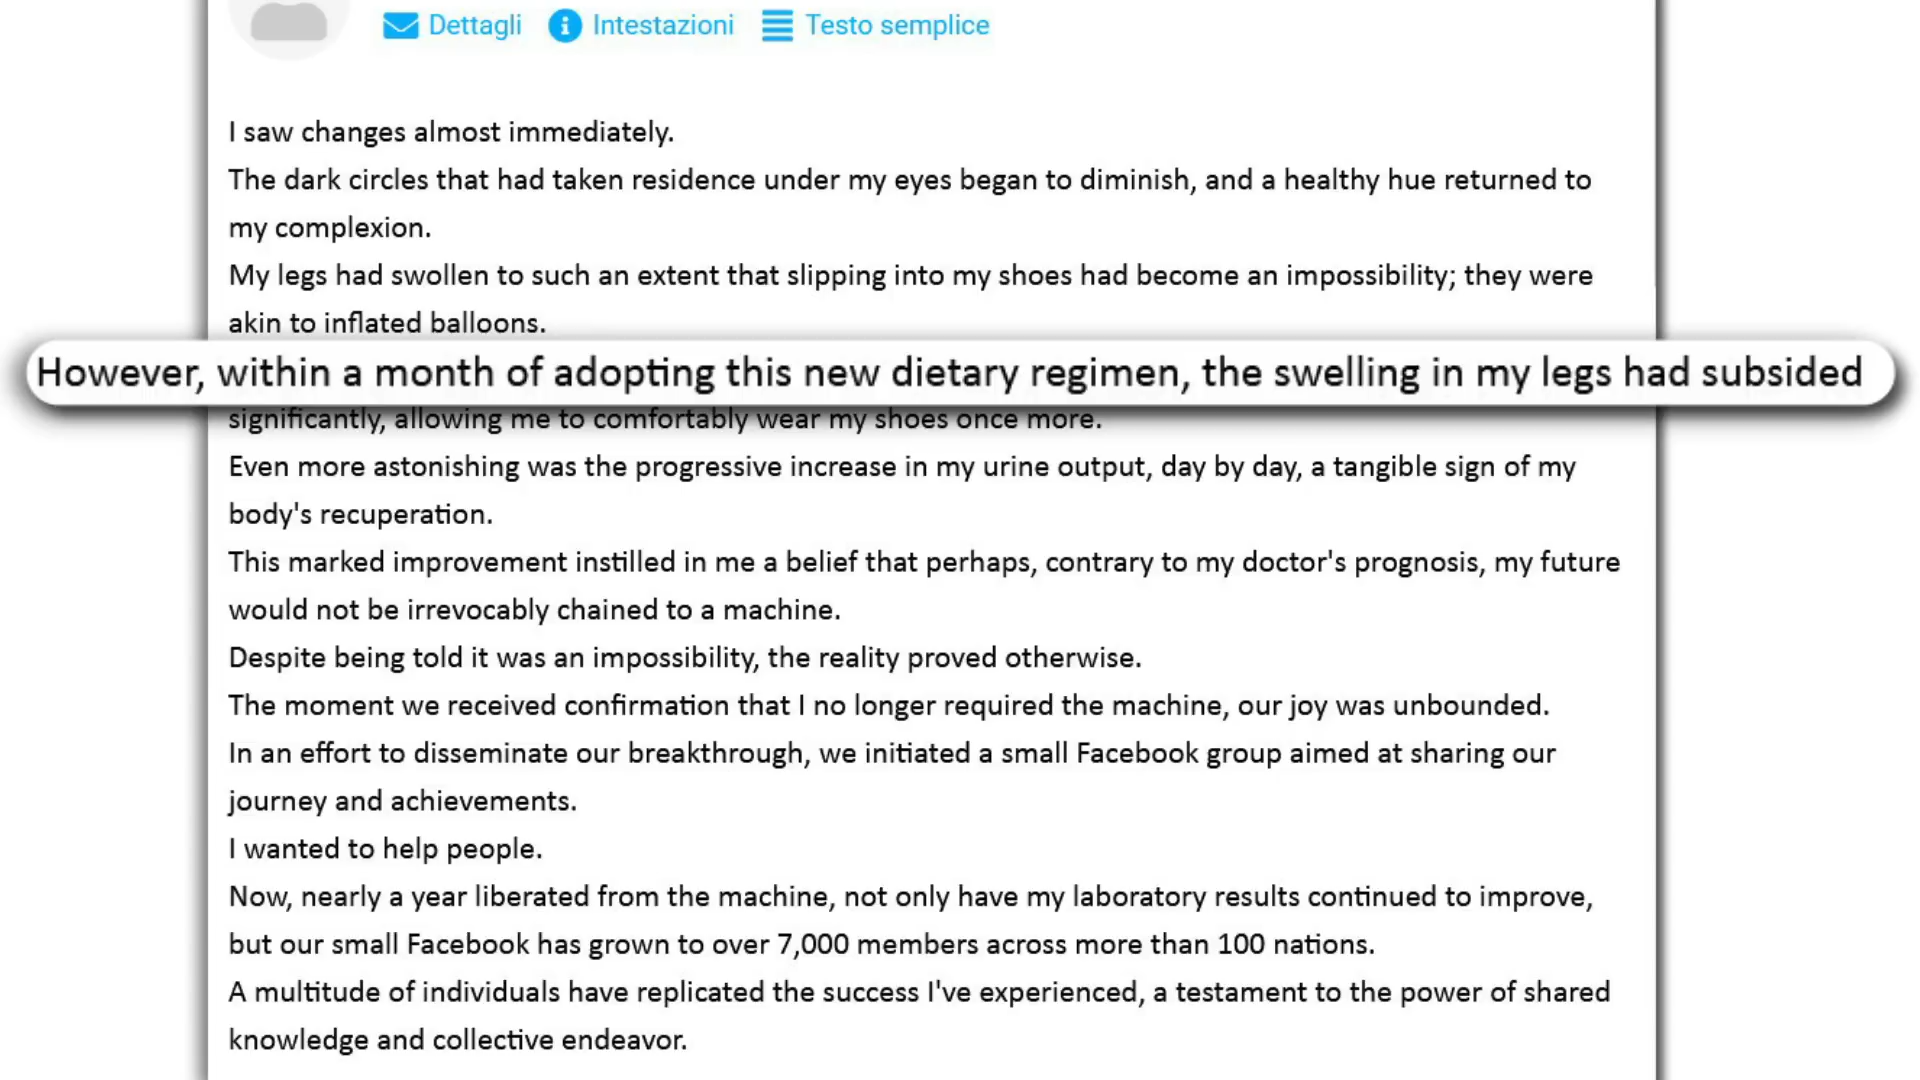 Dettagli Intestazioni Testo semplice
I saw changes almost immediately.
The dark circles that had taken residence under my eyes began to diminish, and a healthy hue returned to
my complexion.
My legs had swollen to such an extent that slipping into my shoes had become an impossibility; they were
akin to inflated balloons.
However, within a month of adopting this new dietary regimen, the swelling in my legs had subsided
significantly, allowing me to comfortably wear my shoes once more.
Even more astonishing was the progressive increase in my urine output, day by day, a tangible sign of my
body's recuperation.
This marked improvement instilled in me a belief that perhaps, contrary to my doctor's prognosis, my future
would not be irrevocably chained to a machine.
Despite being told it was an impossibility, the reality proved otherwise.
The moment we received confirmation that I no longer required the machine, our joy was unbounded.
In an effort to disseminate our breakthrough, we initiated a small Facebook group aimed at sharing our
journey and achievements.
I wanted to help people.
Now, nearly a year liberated from the machine, not only have my laboratory results continued to improve,
but our small Facebook has grown to over 7,000 members across more than 100 nations.
A multitude of individuals have replicated the success I've experienced, a testament to the power of shared
knowledge and collective endeavor.